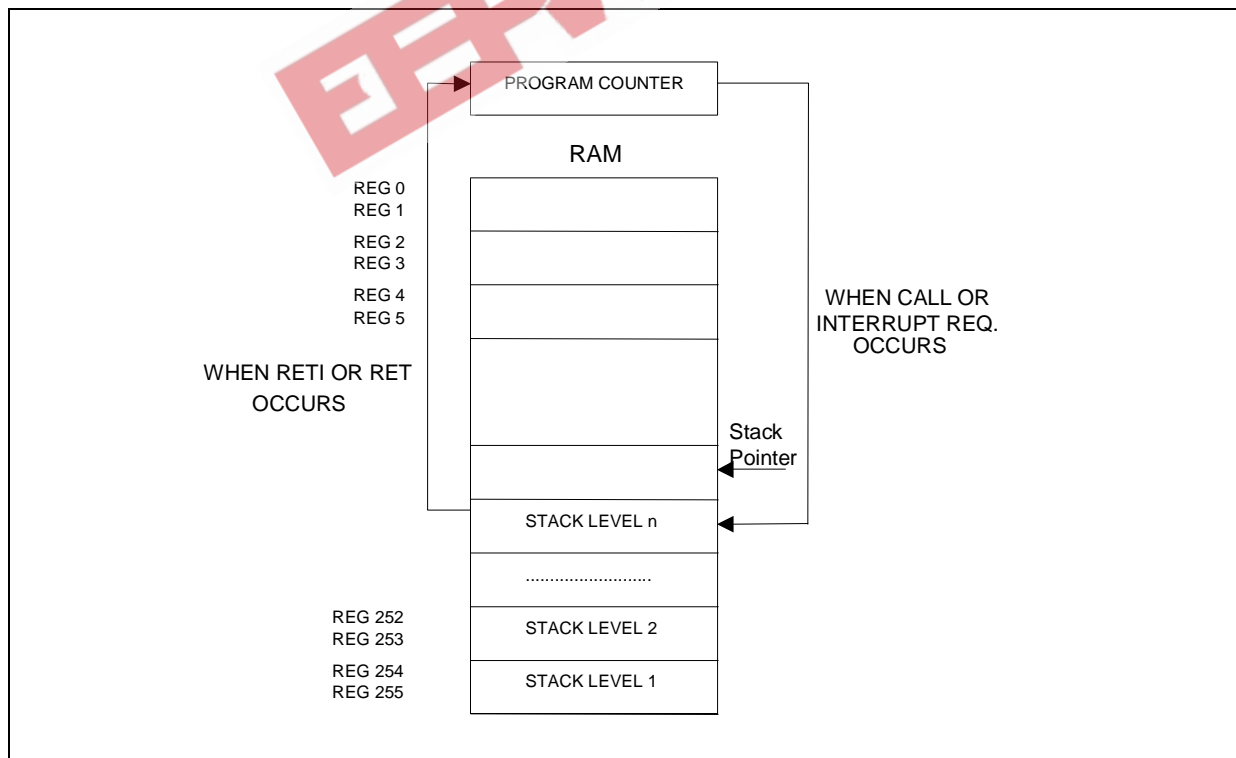 PROGRAM COUNTER
RAM
REG 0
REG 1
REG 2
REG 3
REG 4
REG 5
WHEN CALL OR
INTERRUPT REQ.
OCCURS
WHEN RETI OR RET
OCCURS
Stack
Pointer
STACK LEVEL n
..........................
REG 252
REG 253
STACK LEVEL 2
REG 254
REG 255
STACK LEVEL 1